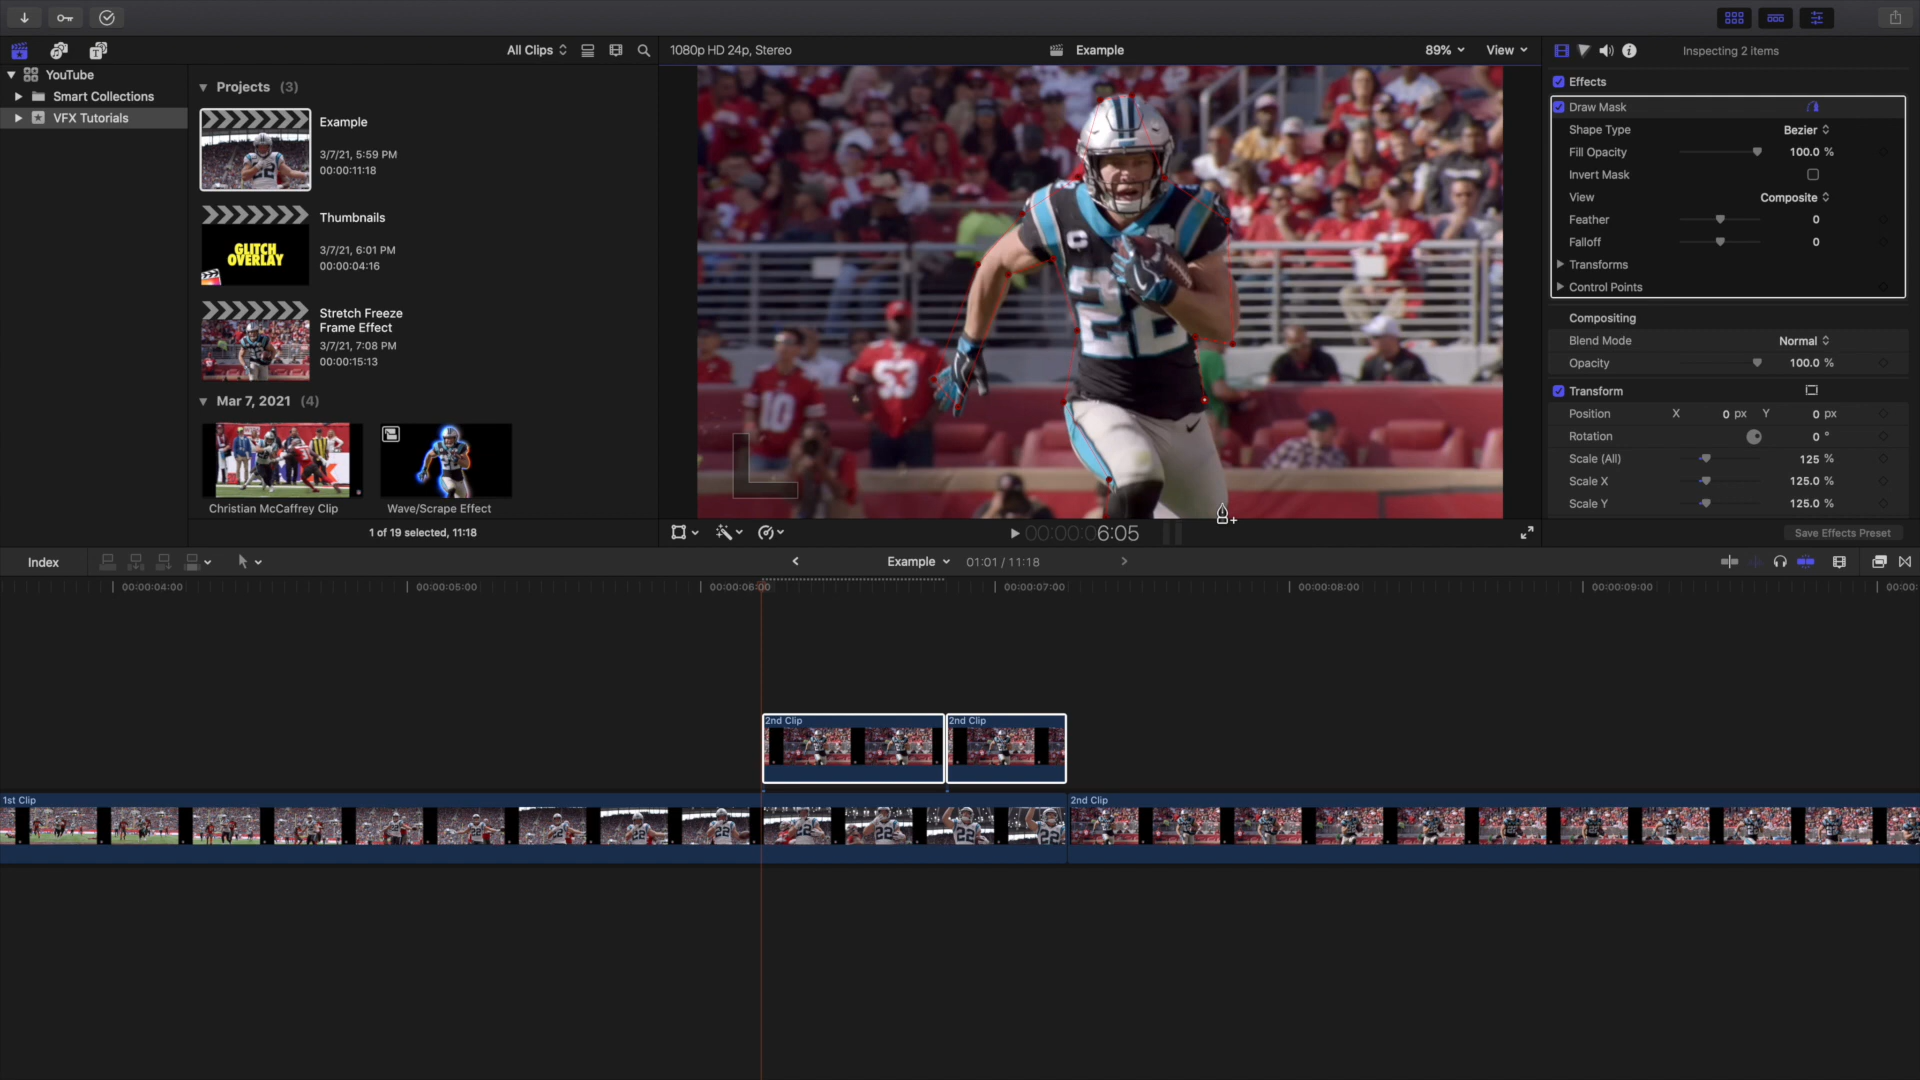 All Clips
1080p HD 24p, Stereo
Example
89%
View
Inspecting 2 items
YouTube
Smart Collections
VFX Tutorials
Projects (3)
Example
3/7/21, 5:59 PM
00:00:11:18
GLITCH
OVERLAY
Thumbnails
3/7/21, 6:01 PM
00:00:04:16
Stretch Freeze
Frame Effect
3/7/21, 7:08 PM
00:00:15:13
Mar 7, 2021 (4)
Christian McCaffrey Clip
Wave/Scrape Effect
1 of 19 selected, 11:18
C
22
53
10
00:00:06:05
Effects
Draw Mask
Shape Type
Bezier
Fill Opacity
100.0 %
Invert Mask
View
Composite
Feather
0
Falloff
0
Transforms
Control Points
Compositing
Blend Mode
Normal
Opacity
100.0 %
Transform
Position
X
0 px
Y
0 px
Rotation
0 °
Scale (All)
125 %
Scale X
125.0 %
Scale Y
125.0 %
Save Effects Preset
Index
Example
01:01 / 11:18
00:00:04:00
00:00:05:00
00:00:06:00
00:00:07:00
00:00:08:00
00:00:09:00
00:00:
2nd Clip
2nd Clip
1st Clip
2nd Clip